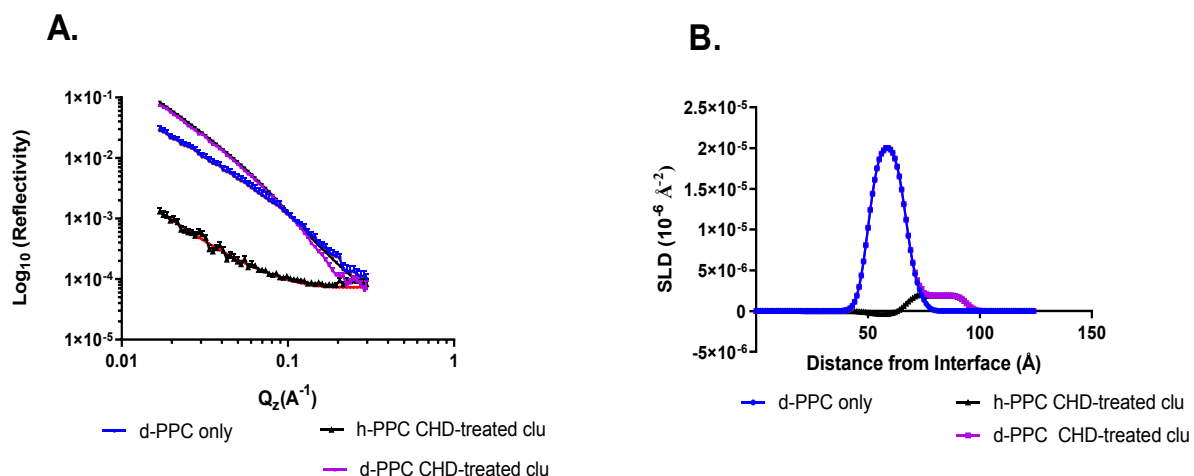 A.
Log₁₀ (Reflectivity)
1×10⁻¹
1×10⁻²
1×10⁻³
1×10⁻⁴
1×10⁻⁵
0.01
0.1
1
Q_z(A⁻¹)
d-PPC only
h-PPC CHD-treated clu
d-PPC CHD-treated clu
B.
SLD (10⁻⁶ Å⁻²)
2.5×10⁻⁵
2.0×10⁻⁵
1.5×10⁻⁵
1.0×10⁻⁵
5×10⁻⁶
0
-5×10⁻⁶
50
100
150
Distance from Interface (Å)
d-PPC only
h-PPC CHD-treated clu
d-PPC CHD-treated clu